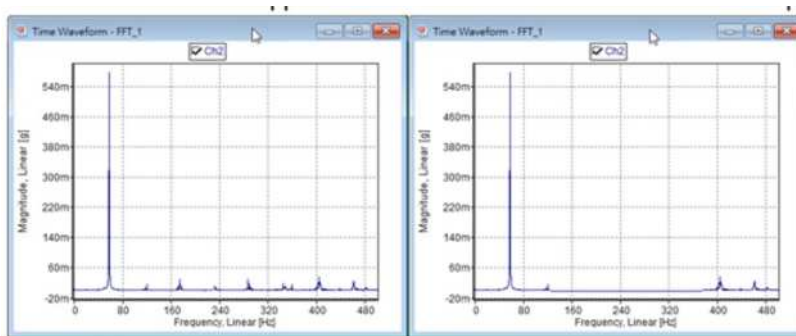 Time Waveform - FFT_1
Ch2
Magnitude, Linear [g]
540m
460m
380m
300m
220m
140m
60m
-20m
0 80 160 240 320 400 480
Frequency, Linear [Hz]
Time Waveform - FFT_1
Ch2
Magnitude, Linear [g]
540m
460m
380m
300m
220m
140m
60m
-20m
0 80 160 240 320 400 480
Frequency, Linear [Hz]